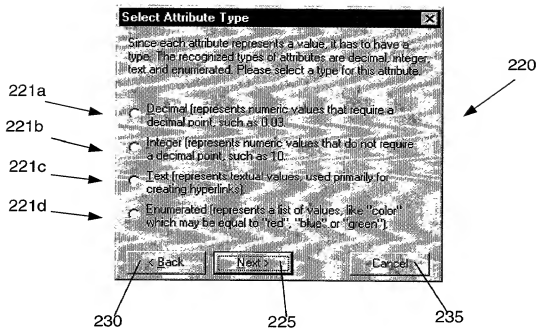 Select Attribute Type
Since each attribute represents a value, it has to have a
type. The recognized types of attributes are decimal, integer
text and enumerated. Please select a type for this attribute.
220
221a
Decimal (represents numeric values that require a
decimal point, such as 0.03
221b
Integer (represents numeric values that do not require
a decimal point, such as 10.
221c
Text (represents textual values, used primarily for
creating hyperlinks).
221d
Enumerated (represents a list of values, like "color"
which may be equal to "red", "blue" or "green").
< Back
Next >
Cancel
230
225
235